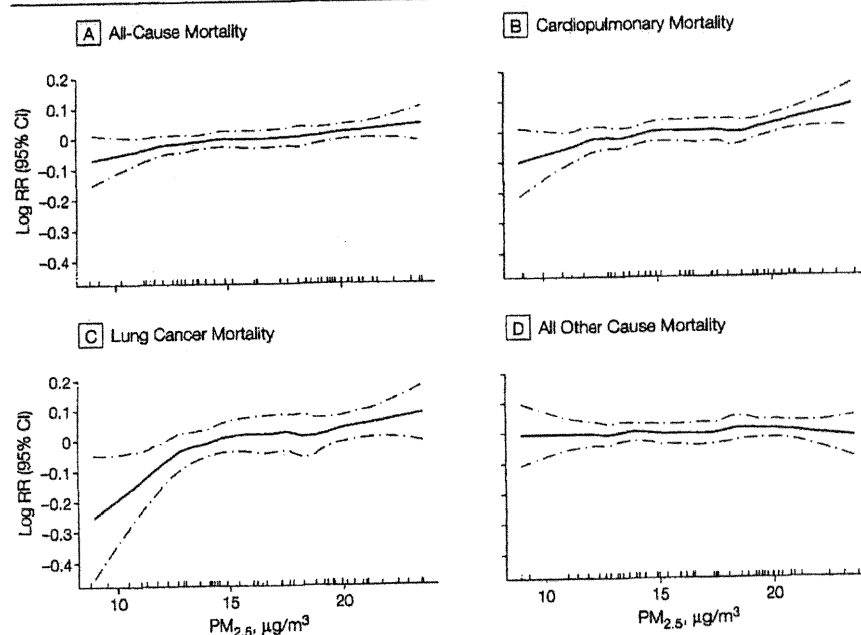 A All-Cause Mortality
B Cardiopulmonary Mortality
0.2
0.1
0
−0.1
−0.2
−0.3
−0.4
Log RR (95% CI)
10
15
20
C Lung Cancer Mortality
D All Other Cause Mortality
0.2
0.1
0
−0.1
−0.2
−0.3
−0.4
Log RR (95% CI)
10
15
20
10
15
20
PM2.5, μg/m3
PM2.5, μg/m3